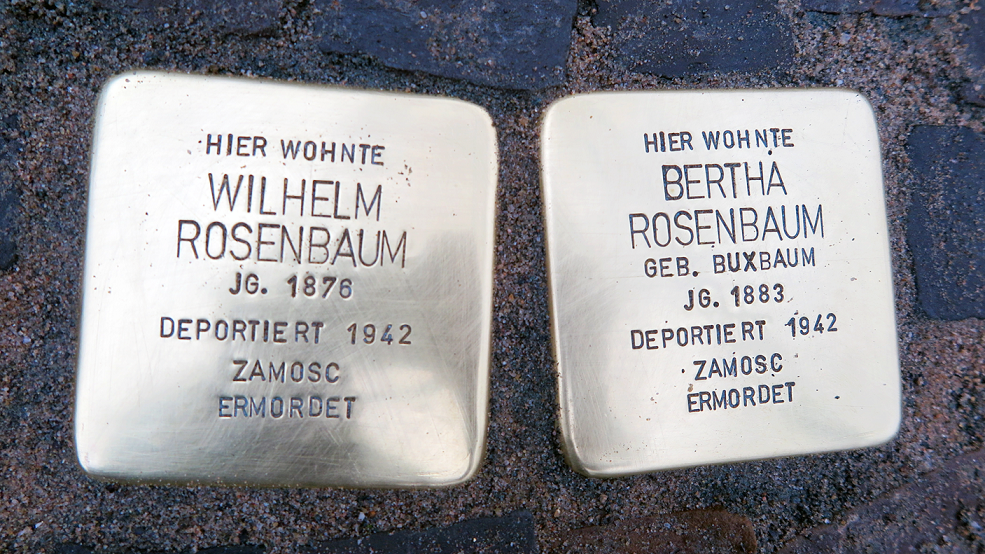 HIER WOHNTE
WILHELM
ROSENBAUM
JG. 1876
DEPORTIERT 1942
ZAMOSC
ERMORDET
HIER WOHNTE
BERTHA
ROSENBAUM
GEB. BUXBAUM
JG. 1883
DEPORTIERT 1942
ZAMOSC
ERMORDET